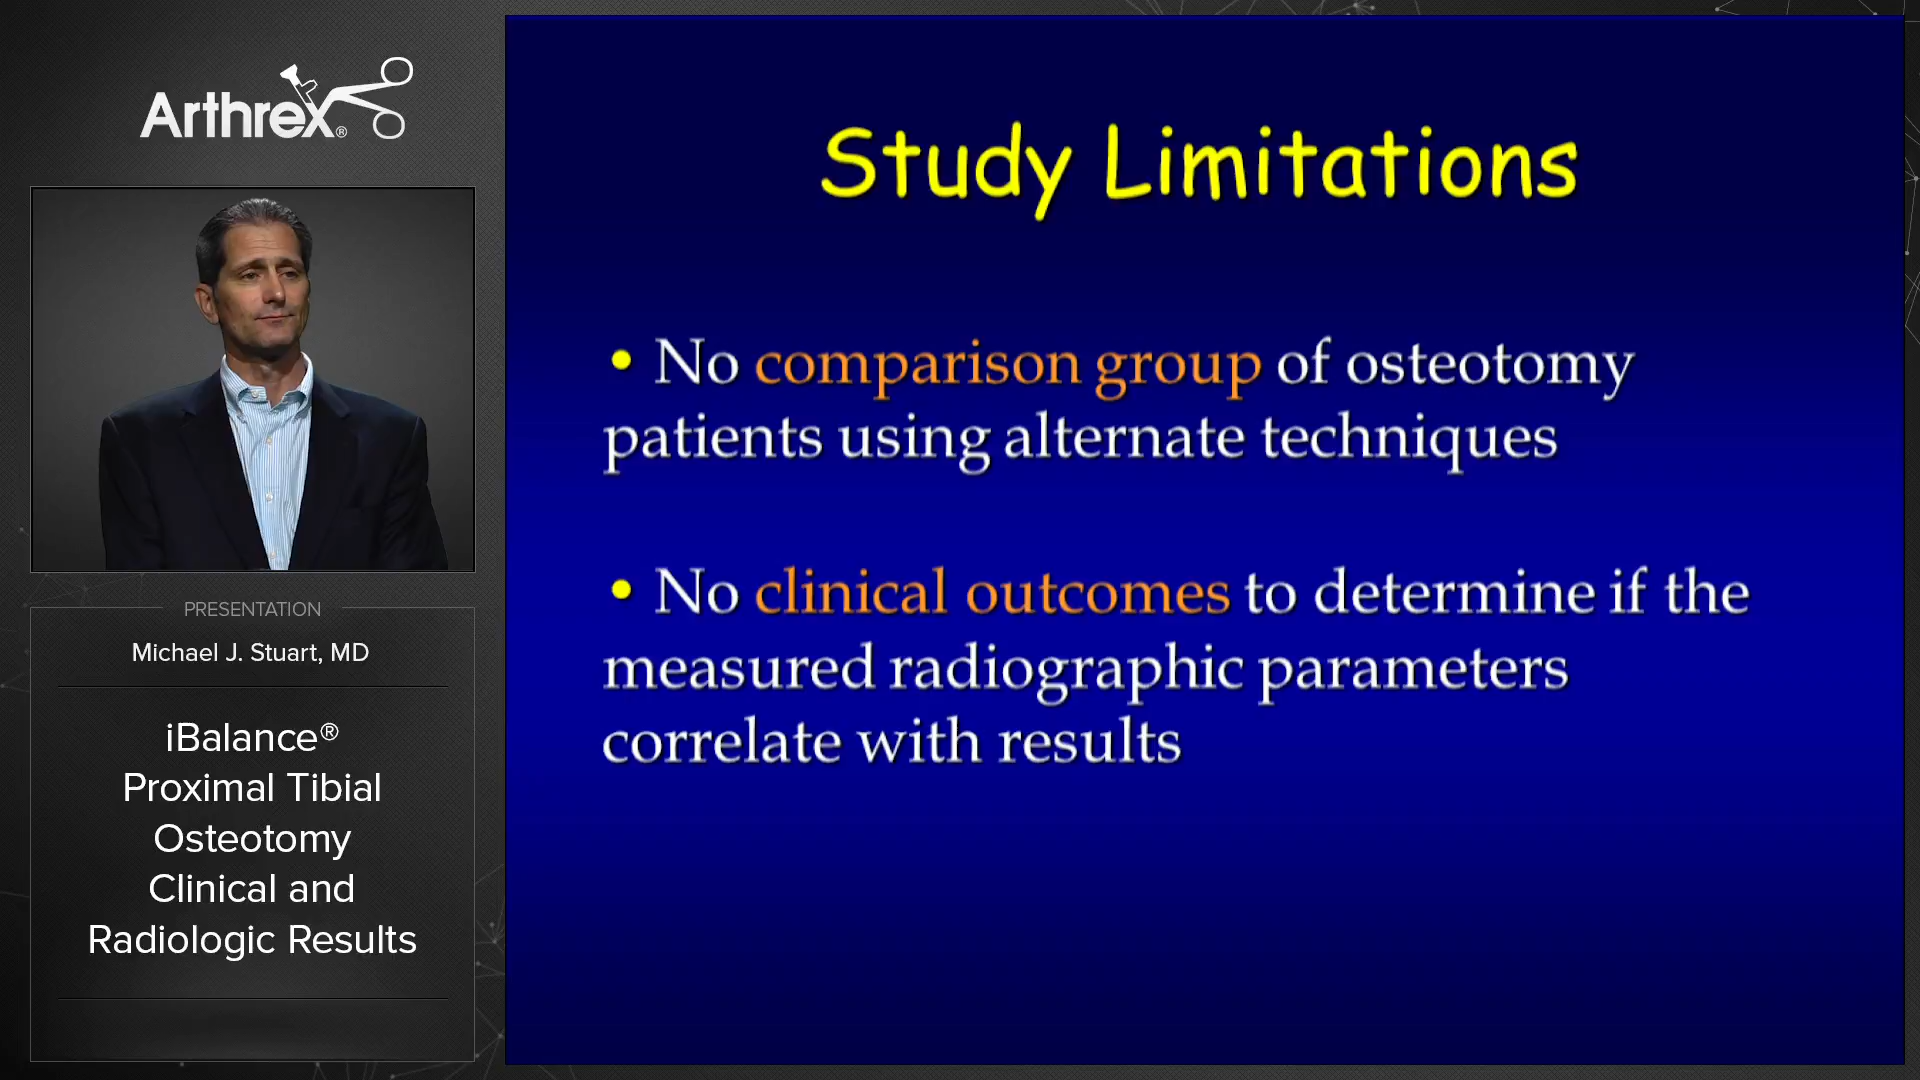 Arthrex®
PRESENTATION
Michael J. Stuart, MD
iBalance®
Proximal Tibial
Osteotomy
Clinical and
Radiologic Results
Study Limitations
• No comparison group of osteotomy
patients using alternate techniques
• No clinical outcomes to determine if the
measured radiographic parameters
correlate with results